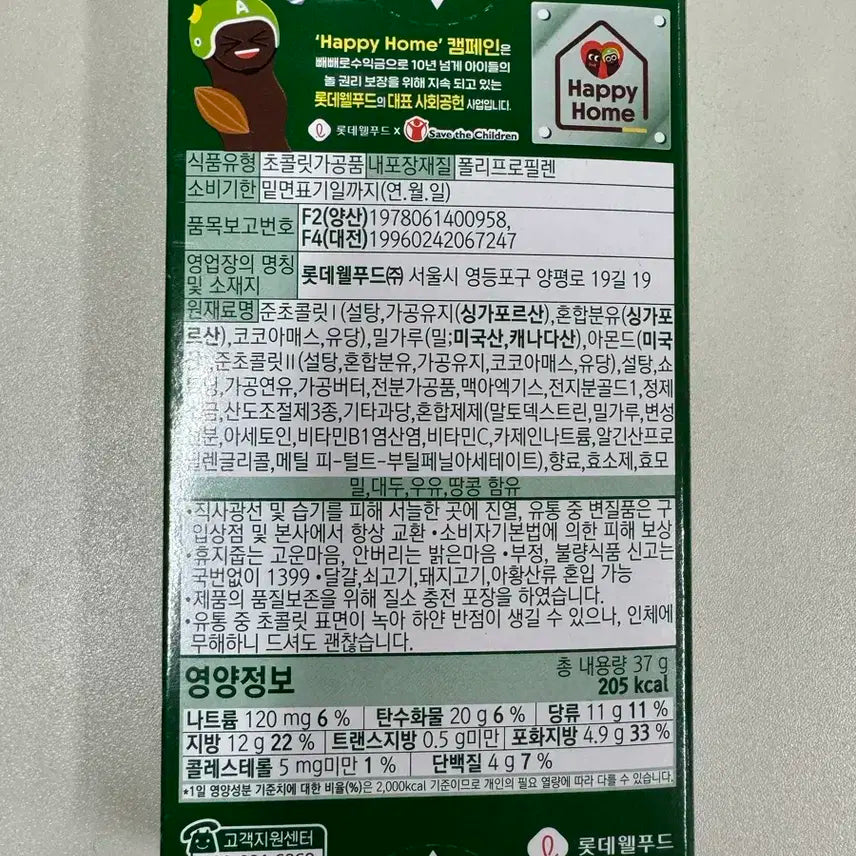 A
'Happy Home' 캠페인은
빼빼로수익금으로 10년 넘게 아이들의
놀 권리 보장을 위해 지속 되고 있는
롯데웰푸드의 대표 사회공헌 사업입니다.
롯데웰푸드 x Save the Children
Happy
Home
식품유형 초콜릿가공품 내포장재질 폴리프로필렌
소비기한 밑면표기일까지(연.월.일)
품목보고번호 F2(양산)1978061400958,
F4(대전)19960242067247
영업장의 명칭
및 소재지 롯데웰푸드㈜ 서울시 영등포구 양평로 19길 19
원재료명 준초콜릿Ⅰ(설탕,가공유지(싱가포르산),혼합분유(싱가포
르산),코코아매스,유당),밀가루(밀;미국산,캐나다산),아몬드(미국
준초콜릿Ⅱ(설탕,혼합분유,가공유지,코코아매스,유당),설탕,쇼
,가공연유,가공버터,전분가공품,맥아엑기스,전지분골드1,정제
,산도조절제3종,기타과당,혼합제제(말토덱스트린,밀가루,변성
,아세토인,비타민B1염산염,비타민C,카제인나트륨,알긴산프로
필렌글리콜,메틸 피-털트-부틸페닐아세테이트),향료,효소제,효모
밀,대두,우유,땅콩 함유
•직사광선 및 습기를 피해 서늘한 곳에 진열, 유통 중 변질품은 구
입상점 및 본사에서 항상 교환 •소비자기본법에 의한 피해 보상
•휴지줍는 고운마음, 안버리는 밝은마음 •부정, 불량식품 신고는
국번없이 1399 •달걀,쇠고기,돼지고기,아황산류 혼입 가능
•제품의 품질보존을 위해 질소 충전 포장을 하였습니다.
•유통 중 초콜릿 표면이 녹아 하얀 반점이 생길 수 있으나, 인체에
무해하니 드셔도 괜찮습니다.
영양정보 총 내용량 37 g
205 kcal
나트륨 120 mg 6 % 탄수화물 20 g 6 % 당류 11 g 11 %
지방 12 g 22 % 트랜스지방 0.5 g미만 포화지방 4.9 g 33 %
콜레스테롤 5 mg미만 1 % 단백질 4 g 7 %
*1일 영양성분 기준치에 대한 비율(%)은 2,000kcal 기준이므로 개인의 필요 열량에 따라 다를 수 있습니다.
고객지원센터
롯데웰푸드